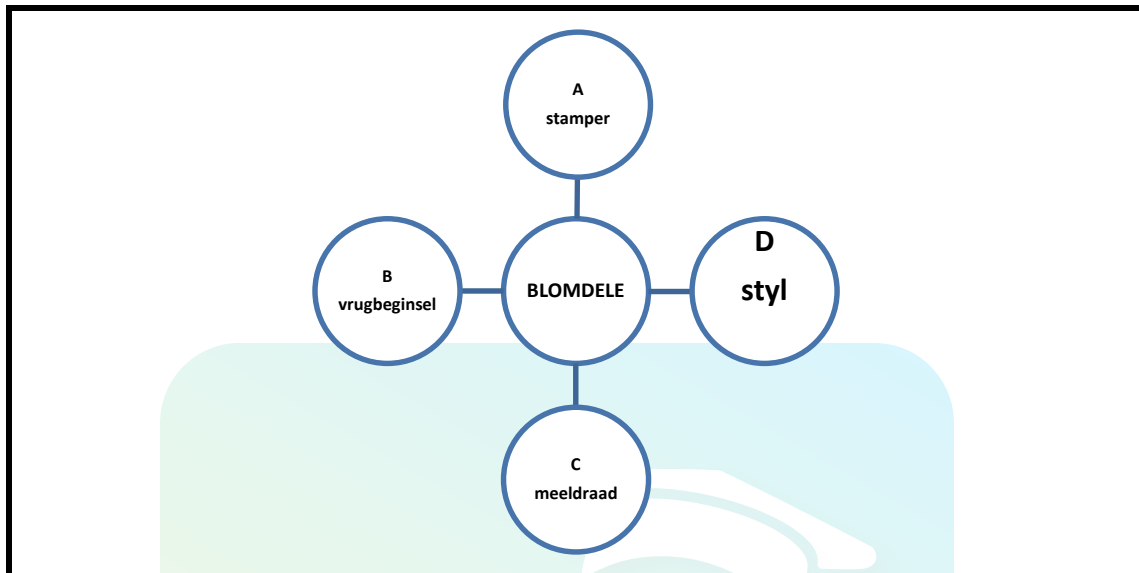 A
stamper
B
vrugbeginsel
BLOMDELE
D
styl
C
meeldraad